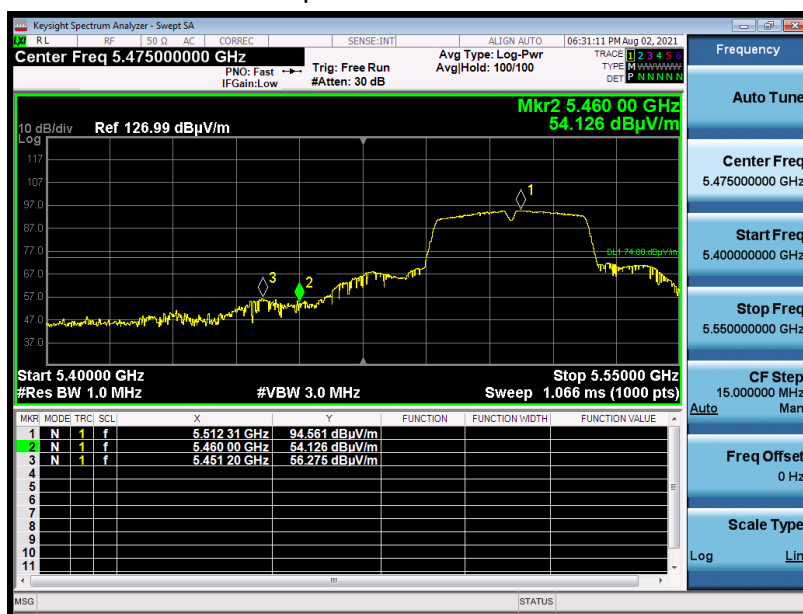 Keysight Spectrum Analyzer - Swept SA
LXI RL RF 50 Ω AC CORREC SENSE:INT ALIGN AUTO 06:31:11 PM Aug 02, 2021
Center Freq 5.475000000 GHz
PNO: Fast
IFGain:Low
Trig: Free Run
#Atten: 30 dB
Avg Type: Log-Pwr
Avg|Hold: 100/100
TRACE 1 2 3 4 5 6
TYPE M WWWWW
DET P N N N N N
Mkr2 5.460 00 GHz
54.126 dBμV/m
10 dB/div Ref 126.99 dBμV/m
Log
117
107
97.0
87.0
77.0
67.0
57.0
47.0
37.0
1
2
3
DL1 74.00 dBμV/m
Start 5.40000 GHz Stop 5.55000 GHz
#Res BW 1.0 MHz #VBW 3.0 MHz Sweep 1.066 ms (1000 pts)
MKR MODE TRC SCL X Y FUNCTION FUNCTION WIDTH FUNCTION VALUE
1 N 1 f 5.512 31 GHz 94.561 dBμV/m
2 N 1 f 5.460 00 GHz 54.126 dBμV/m
3 N 1 f 5.451 20 GHz 56.275 dBμV/m
4
5
6
7
8
9
10
11
MSG STATUS
Frequency
Auto Tune
Center Freq
5.475000000 GHz
Start Freq
5.400000000 GHz
Stop Freq
5.550000000 GHz
CF Step
15.000000 MHz
Auto Man
Freq Offset
0 Hz
Scale Type
Log Lin